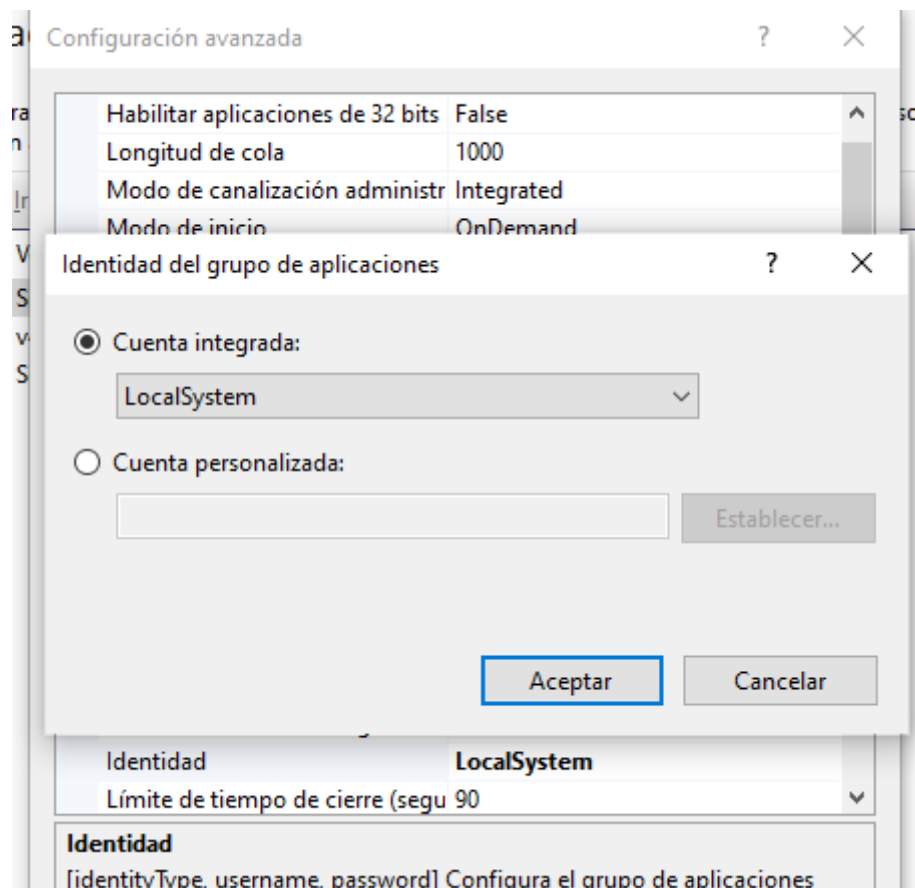 Configuración avanzada
Habilitar aplicaciones de 32 bits False
Longitud de cola 1000
Modo de canalización administr Integrated
Modo de inicio OnDemand
Identidad del grupo de aplicaciones
Cuenta integrada:
LocalSystem
Cuenta personalizada:
Establecer...
Aceptar Cancelar
Identidad LocalSystem
Límite de tiempo de cierre (segu 90
Identidad
[identityType, username, password] Configura el grupo de aplicaciones